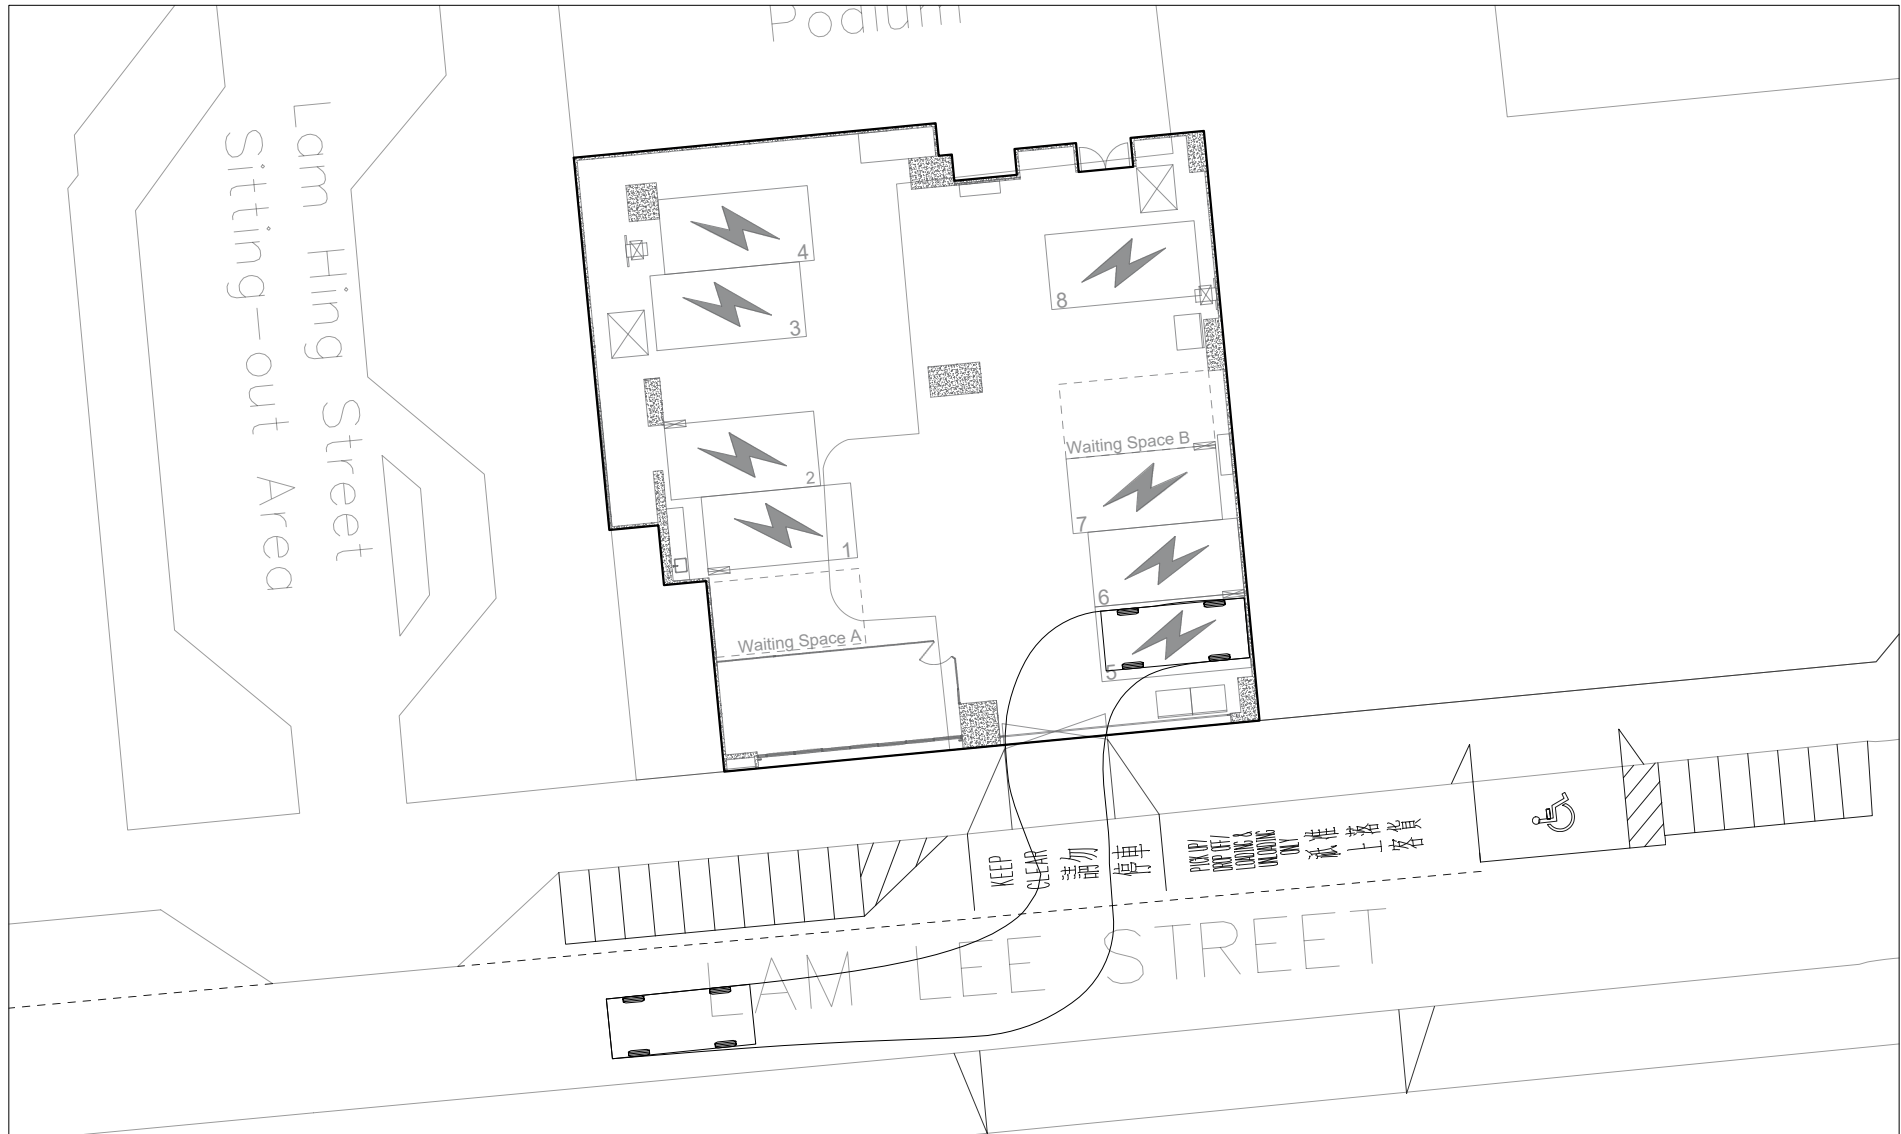 Podium
Lam Hing Street
Sitting-out Area
4
3
2
1
8
Waiting Space B
7
6
5
Waiting Space A
KEEP
CLEAR
請勿
停車
PICK UP/
DROP OFF/
LOADING &
UNLOADING
ONLY
祇准
上落
客貨
LAM LEE STREET